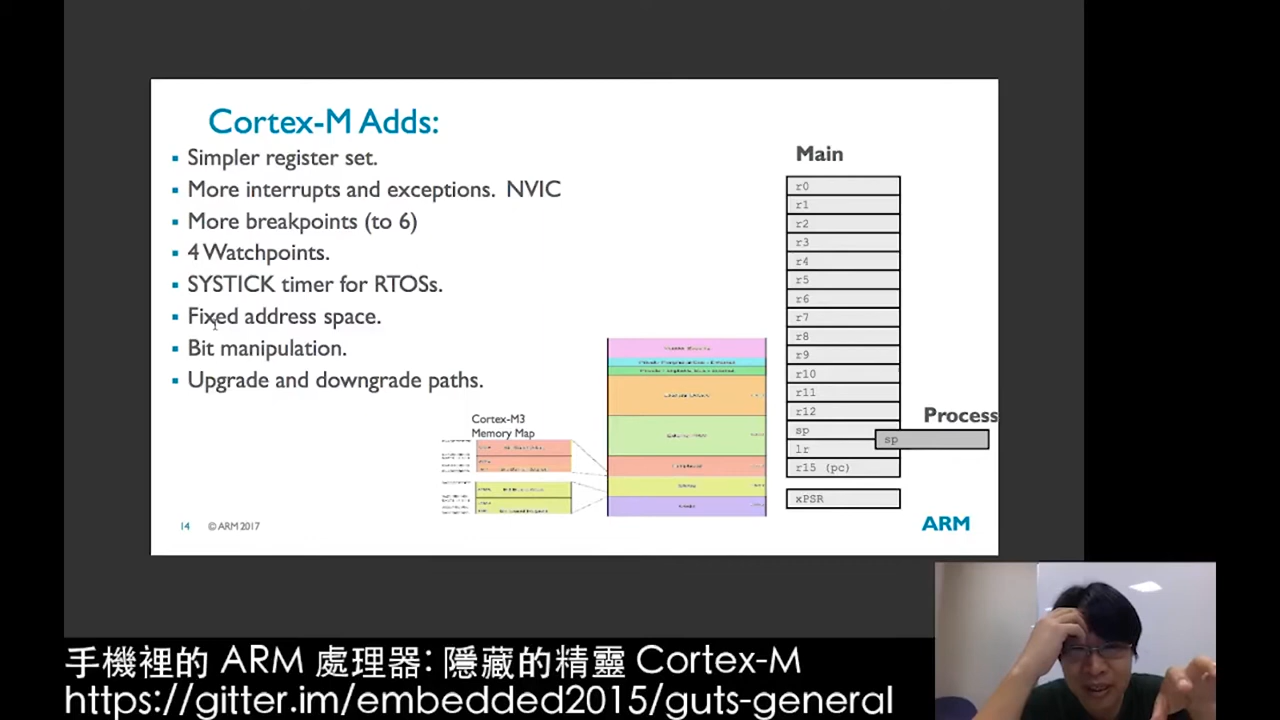 Cortex-M Adds:
Simpler register set.
More interrupts and exceptions. NVIC
More breakpoints (to 6)
4 Watchpoints.
SYSTICK timer for RTOSs.
Fixed address space.
Bit manipulation.
Upgrade and downgrade paths.
Cortex-M3
Memory Map
Main
r0
r1
r2
r3
r4
r5
r6
r7
r8
r9
r10
r11
r12
sp
lr
r15 (pc)
xPSR
Process
sp
14 © ARM 2017
ARM
手機裡的 ARM 處理器: 隱藏的精靈 Cortex-M
https://gitter.im/embedded2015/guts-general